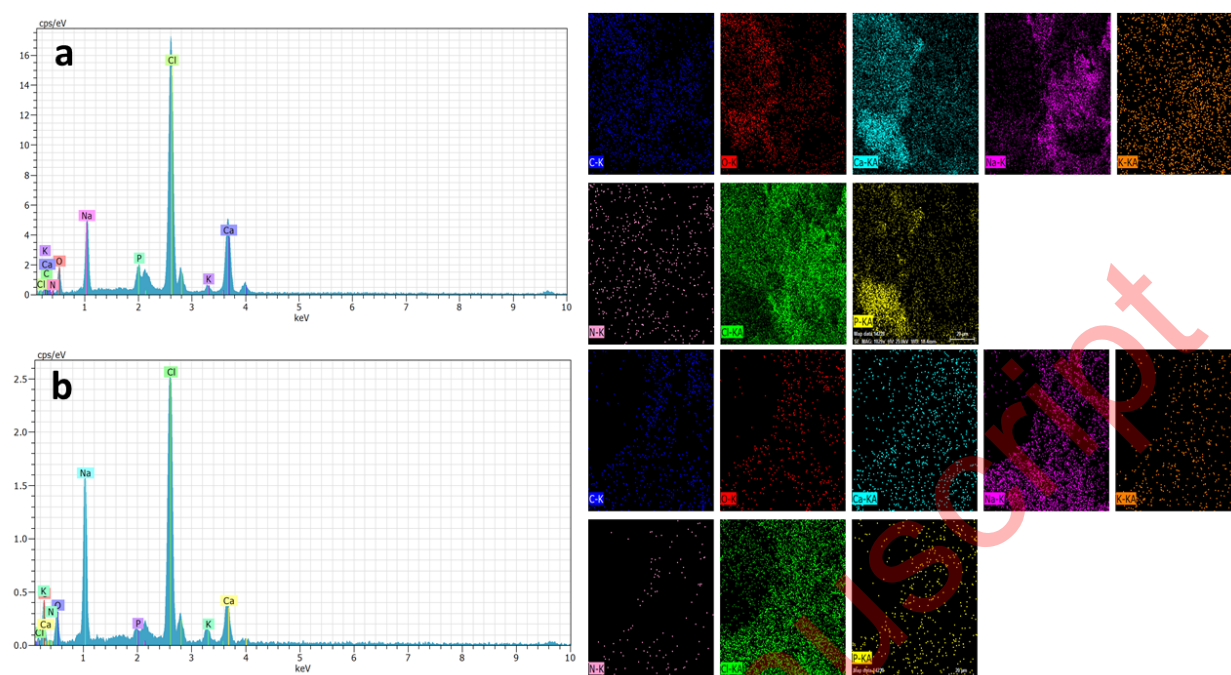 cps/eV
a
16
14
12
10
8
6
4
2
0
Cl
Na
K
Ca
C
Cl
O
N
P
K
Ca
1 2 3 4 5 6 7 8 9 10
keV
C-K
O-K
Ca-KA
Na-K
K-KA
N-K
Cl-KA
P-KA
cps/eV
b
2.5
2.0
1.5
1.0
0.5
0.0
Cl
Na
K
N
O
Ca
Cl
P
K
Ca
1 2 3 4 5 6 7 8 9 10
keV
C-K
O-K
Ca-KA
Na-K
K-KA
N-K
Cl-KA
P-KA
uscript